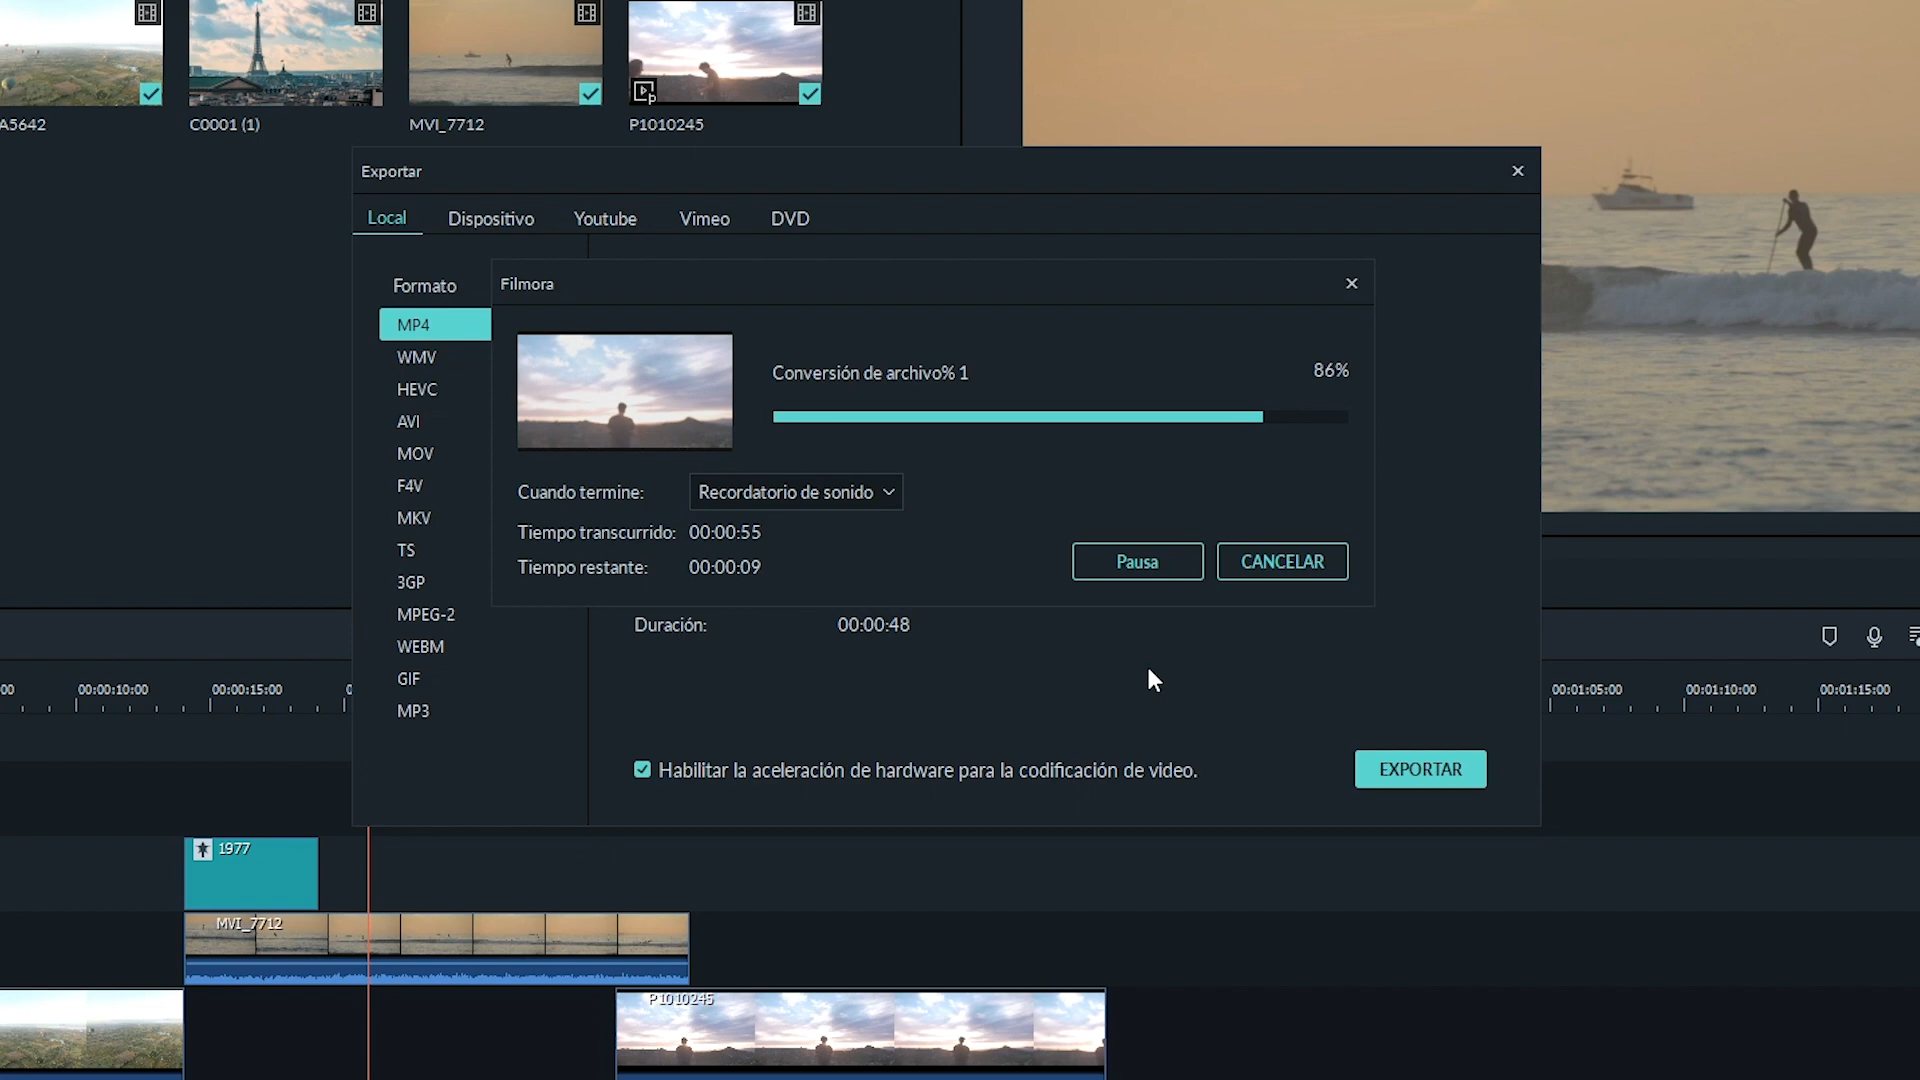 A5642
C0001 (1)
MVI_7712
P1010245
Exportar
Local
Dispositivo
Youtube
Vimeo
DVD
Formato
MP4
WMV
HEVC
AVI
MOV
F4V
MKV
TS
3GP
MPEG-2
WEBM
GIF
MP3
Filmora
Conversión de archivo% 1
86%
Cuando termine:
Recordatorio de sonido
Tiempo transcurrido: 00:00:55
Tiempo restante: 00:00:09
Pausa
CANCELAR
Duración: 00:00:48
Habilitar la aceleración de hardware para la codificación de video.
EXPORTAR
00
00:00:10:00
00:00:15:00
0
00:01:05:00
00:01:10:00
00:01:15:00
1977
MVI_7712
P1010245